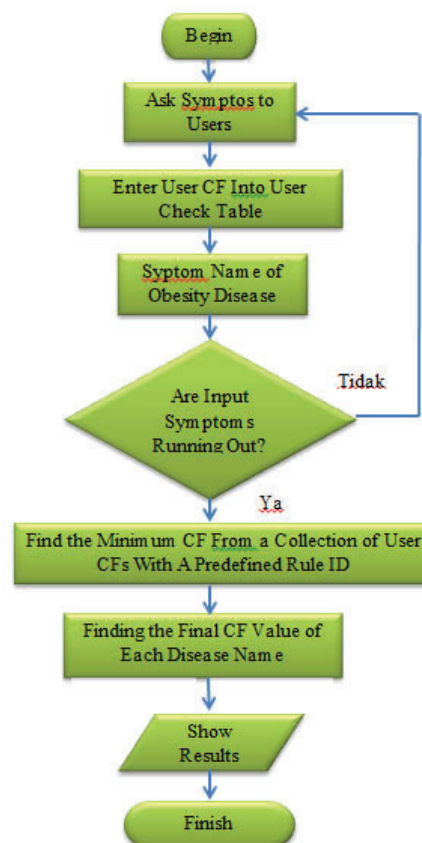 Begin
Ask Symptos to
Users
Enter User CF Into User
Check Table
Syptom Name of
Obesity Disease
Tidak
Are Input
Symptoms
Running Out?
Ya
Find the Minimum CF From a Collection of User
CFs With A Predefined Rule ID
Finding the Final CF Value of
Each Disease Name
Show
Results
Finish